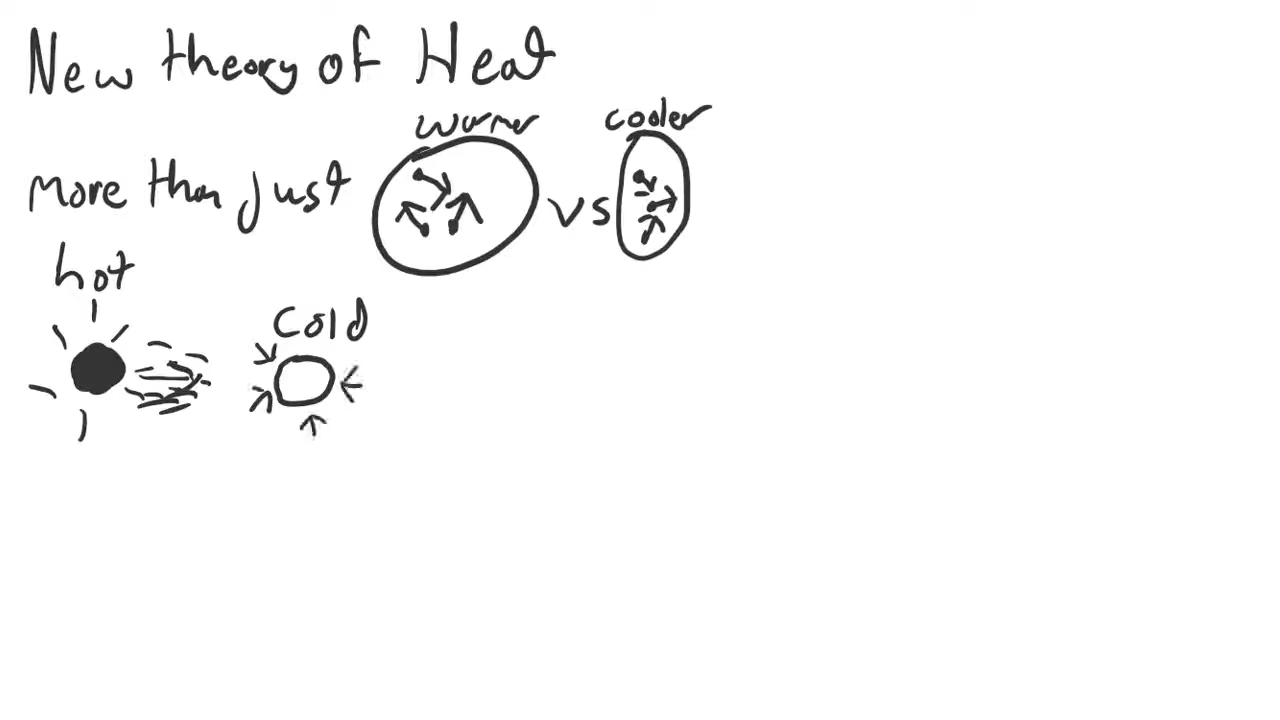 New theory of Heat
warmer
cooler
more than just
vs
hot
Cold